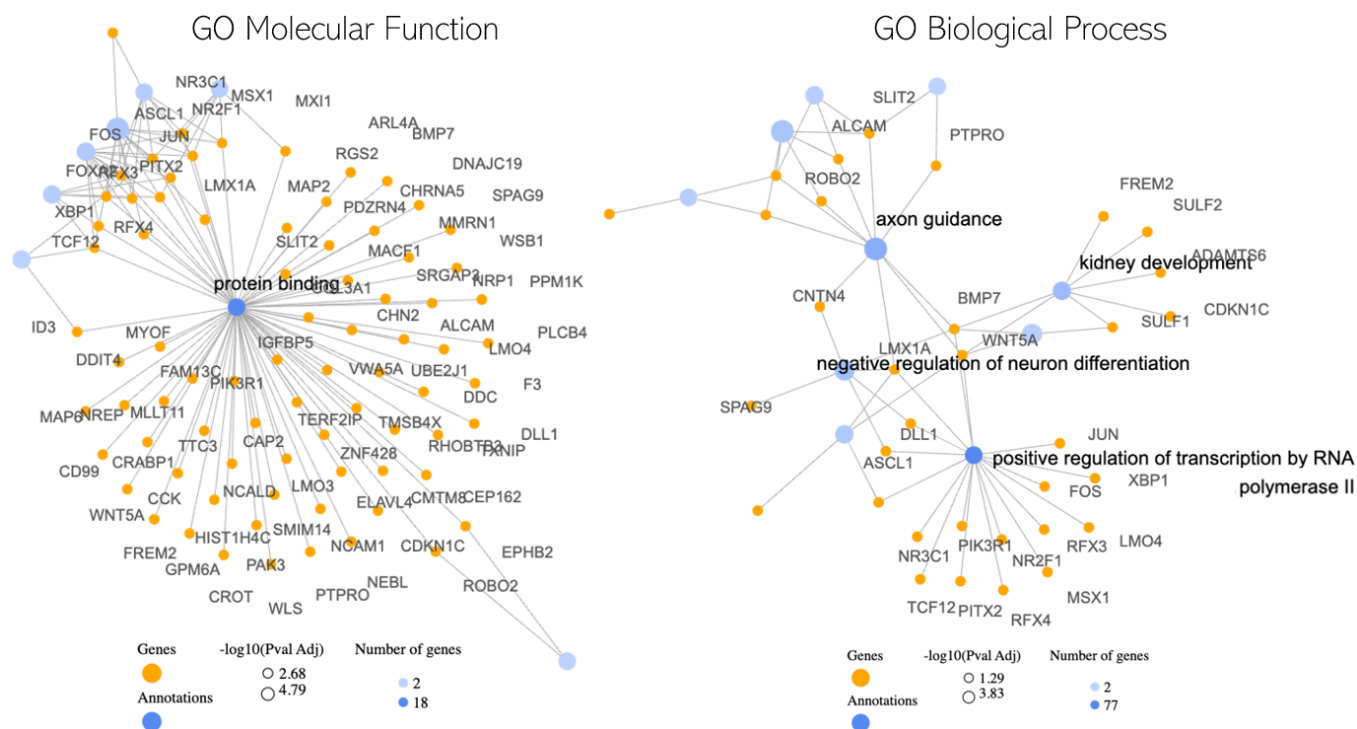 GO Molecular Function
NR3C1
MSX1
MXI1
ASCL1
NR2F1
ARL4A
BMP7
FOS
JUN
RGS2
DNAJC19
PITX2
LMX1A
MAP2
CHRNA5
SPAG9
XBP1
RFX4
PDZRN4
MMRN1
TCF12
SLIT2
MACF1
WSB1
protein binding
SRGAP3
NRP1
PPM1K
CHN2
ID3
MYOF
ALCAM
PLCB4
IGFBP5
LMO4
DDIT4
FAM13C
PIK3R1
VWA5A
UBE2J1
F3
DDC
MAP6
NREP
MLLT11
TERF2IP
TMSB4X
DLL1
TTC3
CAP2
RHOBTB3
TXNIP
CD99
CRABP1
ZNF428
CCK
NCALD
LMO3
ELAVL4
CMTM8
CEP162
WNT5A
HIST1H4C
SMIM14
FREM2
GPM6A
PAK3
NCAM1
CDKN1C
EPHB2
CROT
WLS
PTPRO
NEBL
ROBO2
Genes
-log10(Pval Adj)
Number of genes
2.68
4.79
2
18
Annotations
GO Biological Process
SLIT2
ALCAM
PTPRO
ROBO2
FREM2
SULF2
axon guidance
ADAMTS6
kidney development
CNTN4
BMP7
CDKN1C
SULF1
WNT5A
LMX1A
negative regulation of neuron differentiation
SPAG9
DLL1
JUN
ASCL1
positive regulation of transcription by RNA
polymerase II
XBP1
FOS
NR3C1
PIK3R1
NR2F1
RFX3
LMO4
MSX1
TCF12
PITX2
RFX4
Genes
-log10(Pval Adj)
Number of genes
1.29
3.83
2
77
Annotations